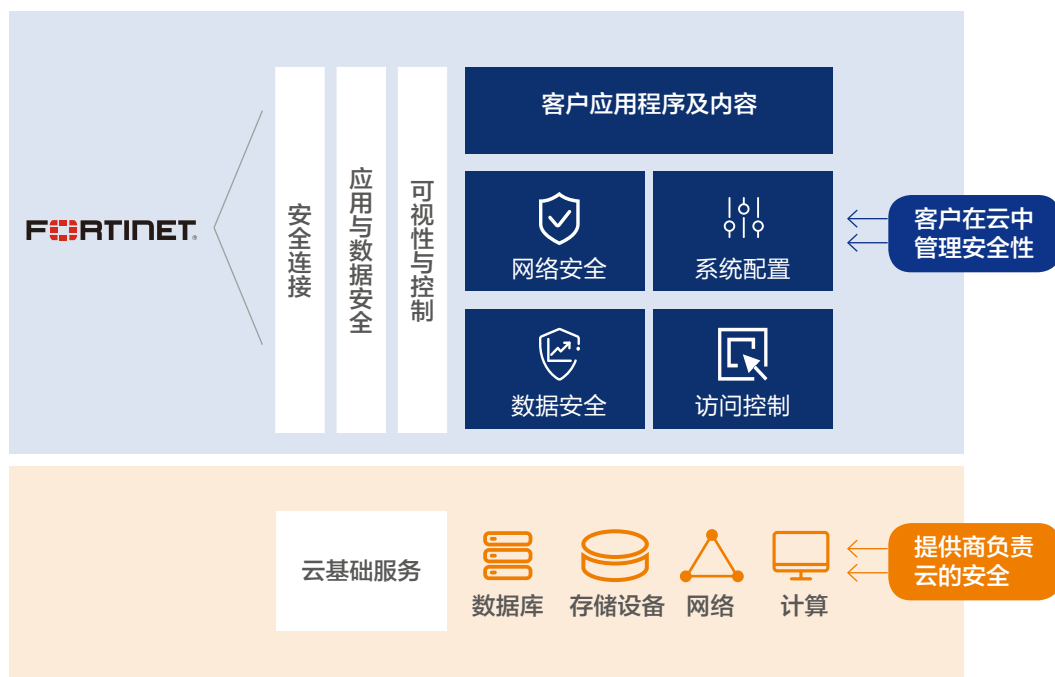 FORTINET
安全连接
应用与数据安全
可视性与控制
客户应用程序及内容
网络安全
系统配置
数据安全
访问控制
客户在云中
管理安全性
云基础服务
数据库
存储设备
网络
计算
提供商负责
云的安全